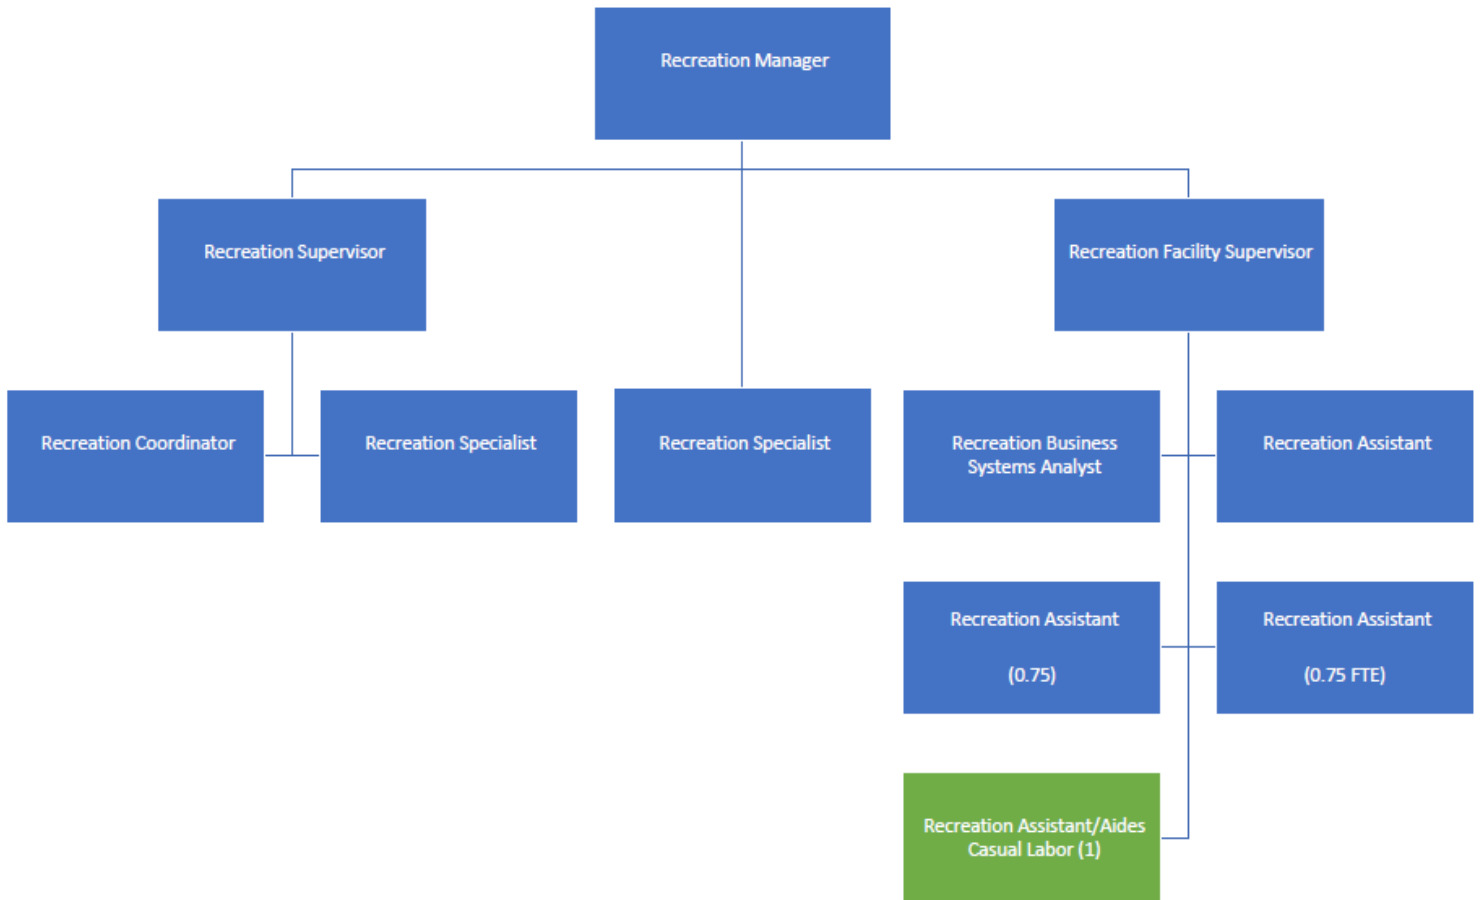 Recreation Manager
Recreation Supervisor
Recreation Facility Supervisor
Recreation Coordinator
Recreation Specialist
Recreation Specialist
Recreation Business
Systems Analyst
Recreation Assistant
Recreation Assistant
(0.75)
Recreation Assistant
(0.75 FTE)
Recreation Assistant/Aides
Casual Labor (1)